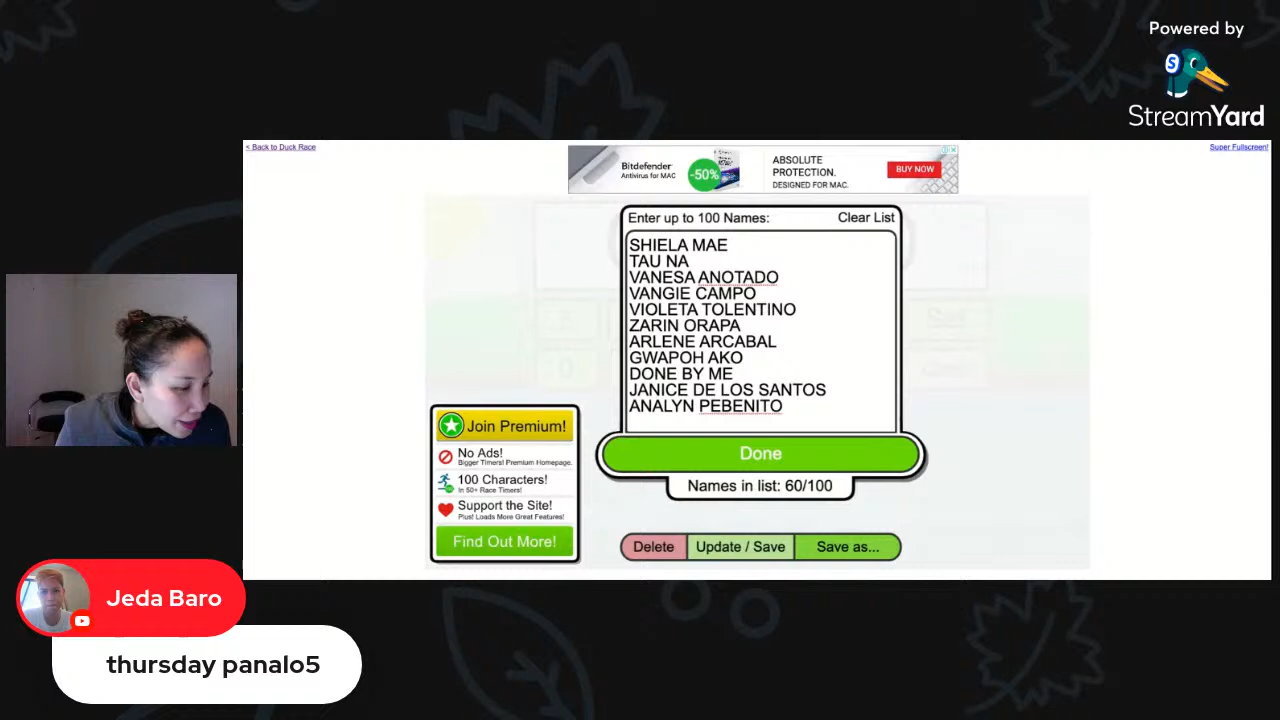 Powered by
StreamYard
< Back to Duck Race
Super Fullscreen!
Bitdefender
Antivirus for MAC
-50%
ABSOLUTE
PROTECTION.
DESIGNED FOR MAC.
BUY NOW
Enter up to 100 Names:
Clear List
SHIELA MAE
TAU NA
VANESA ANOTADO
VANGIE CAMPO
VIOLETA TOLENTINO
ZARIN ORAPA
ARLENE ARCABAL
GWAPOH AKO
DONE BY ME
JANICE DE LOS SANTOS
ANALYN PEBENITO
Done
Names in list: 60/100
Delete
Update / Save
Save as...
Join Premium!
No Ads!
Bigger Timers! Premium Homepage.
100 Characters!
In 50+ Race Timers!
Support the Site!
Plus! Loads More Great Features!
Find Out More!
Jeda Baro
thursday panalo5